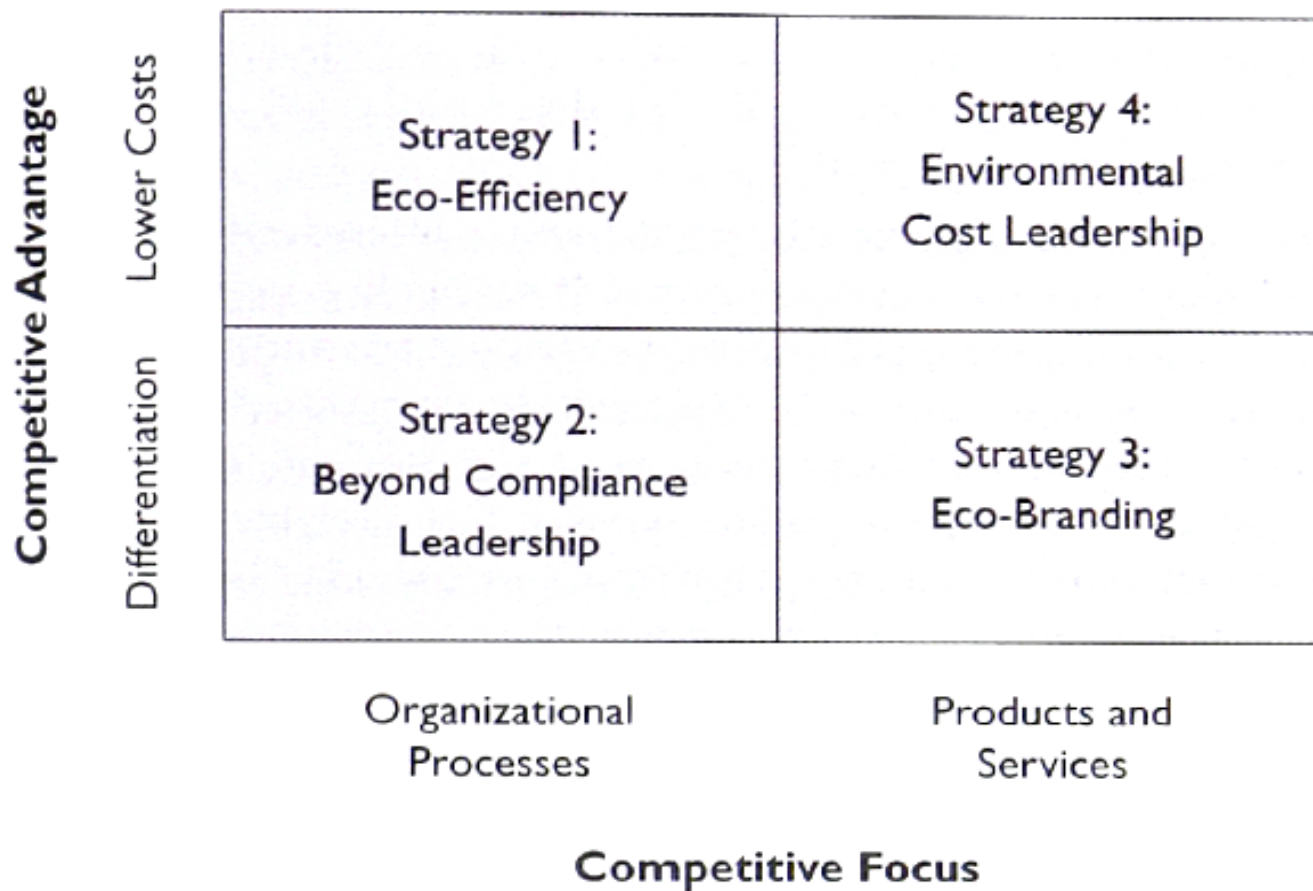 Competitive Advantage
Lower Costs
Differentiation
Strategy 1:
Eco-Efficiency
Strategy 4:
Environmental
Cost Leadership
Strategy 2:
Beyond Compliance
Leadership
Strategy 3:
Eco-Branding
Organizational
Processes
Products and
Services
Competitive Focus